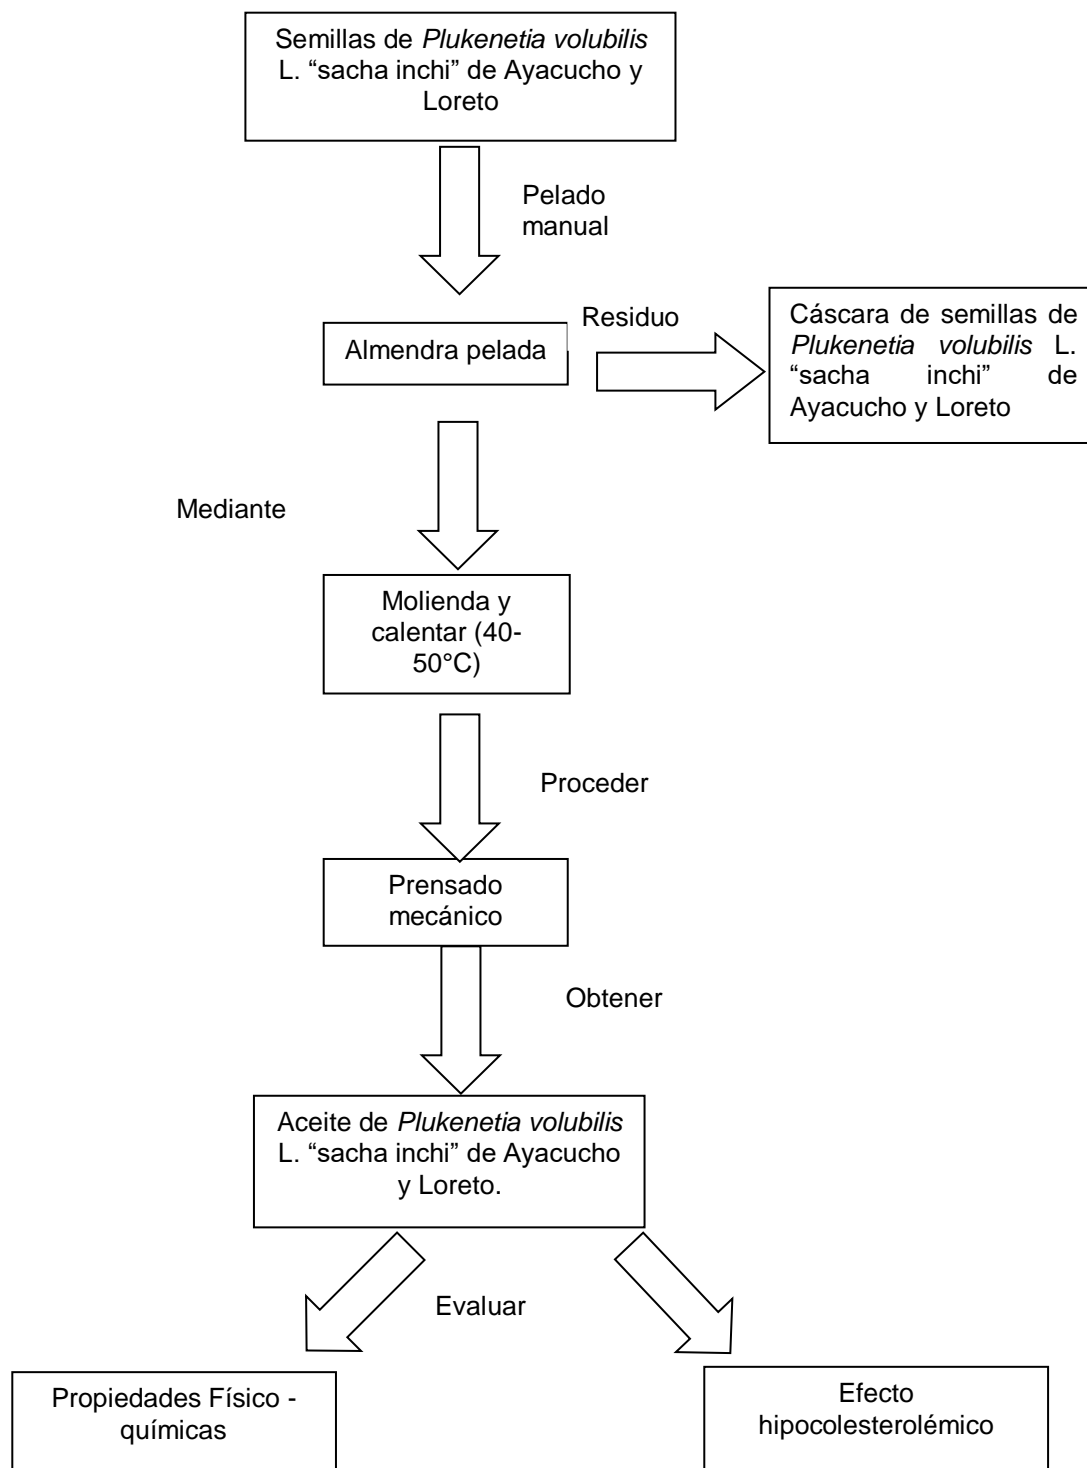 Semillas de Plukenetia volubilis
L. “sacha inchi” de Ayacucho y
Loreto
Pelado
manual
Almendra pelada
Residuo
Cáscara de semillas de
Plukenetia volubilis L.
“sacha inchi” de
Ayacucho y Loreto
Mediante
Molienda y
calentar (40-
50°C)
Proceder
Prensado
mecánico
Obtener
Aceite de Plukenetia volubilis
L. “sacha inchi” de Ayacucho
y Loreto.
Evaluar
Propiedades Físico -
químicas
Efecto
hipocolesterolémico